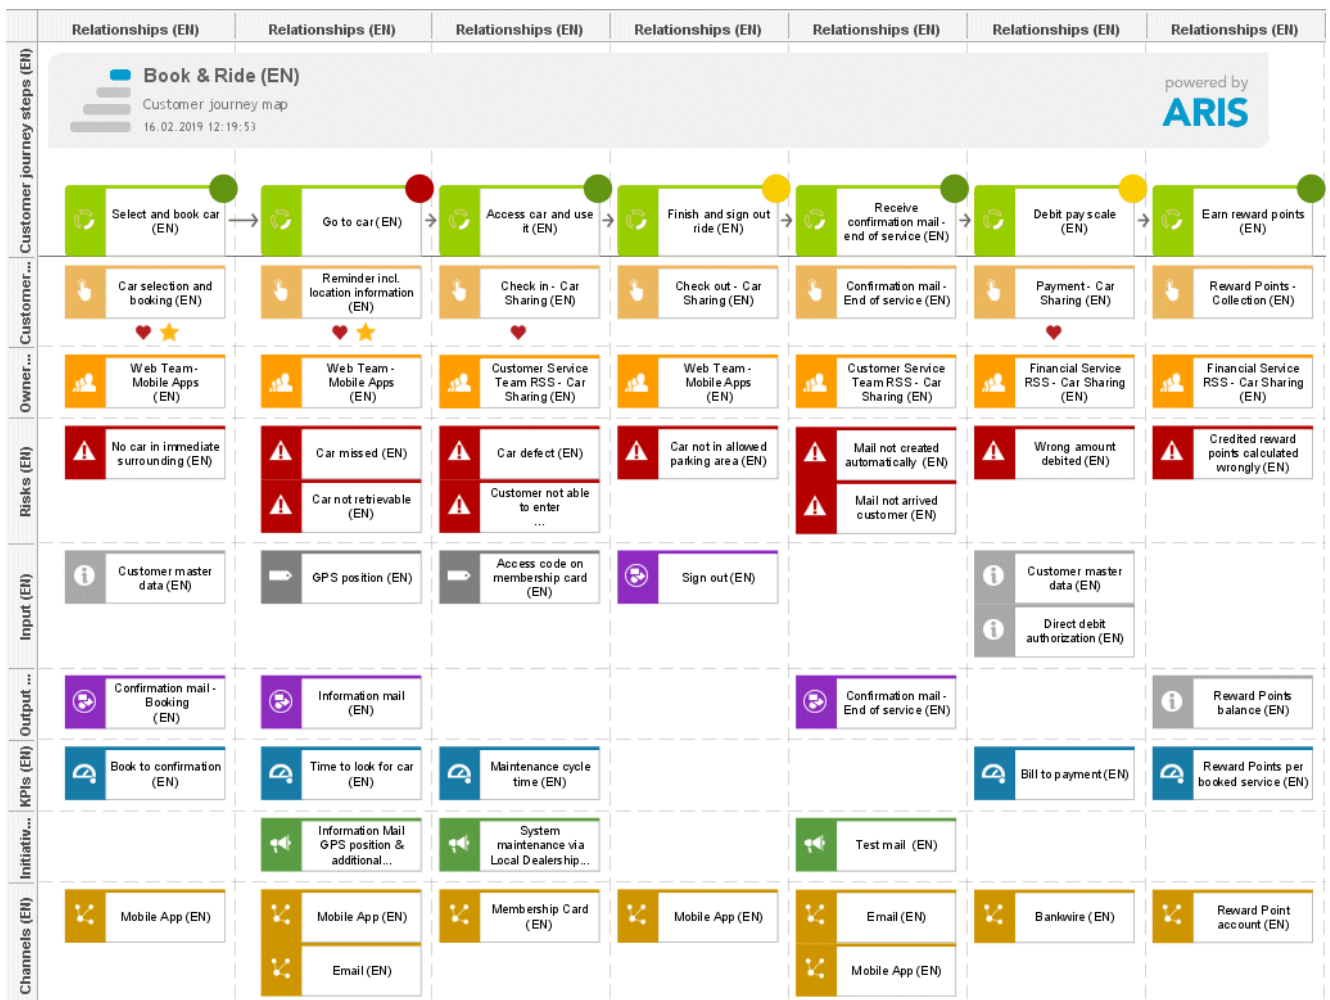 Relationships (EN) Relationships (EN) Relationships (EN) Relationships (EN) Relationships (EN) Relationships (EN) Relationships (EN)
Customer journey steps (EN)
Book & Ride (EN)
Customer journey map
16.02.2019 12:19:53
powered by
ARIS
Select and book car
(EN)
Go to car (EN)
Access car and use
it (EN)
Finish and sign out
ride (EN)
Receive
confirmation mail -
end of service (EN)
Debit pay scale
(EN)
Earn reward points
(EN)
Customer...
Car selection and
booking (EN)
Reminder incl.
location information
(EN)
Check in - Car
Sharing (EN)
Check out - Car
Sharing (EN)
Confirmation mail -
End of service (EN)
Payment - Car
Sharing (EN)
Reward Points -
Collection (EN)
Owner...
Web Team -
Mobile Apps
(EN)
Web Team -
Mobile Apps
(EN)
Customer Service
Team RSS - Car
Sharing (EN)
Web Team -
Mobile Apps
(EN)
Customer Service
Team RSS - Car
Sharing (EN)
Financial Service
RSS - Car Sharing
(EN)
Financial Service
RSS - Car Sharing
(EN)
Risks (EN)
No car in immediate
surrounding (EN)
Car missed (EN)
Car not retrievable
(EN)
Car defect (EN)
Customer not able
to enter
...
Car not in allowed
parking area (EN)
Mail not created
automatically (EN)
Mail not arrived
customer (EN)
Wrong amount
debited (EN)
Credited reward
points calculated
wrongly (EN)
Input (EN)
Customer master
data (EN)
GPS position (EN)
Access code on
membership card
(EN)
Sign out (EN)
Customer master
data (EN)
Direct debit
authorization (EN)
Output ...
Confirmation mail -
Booking
(EN)
Information mail
(EN)
Confirmation mail -
End of service (EN)
Reward Points
balance (EN)
KPIs (EN)
Book to confirmation
(EN)
Time to look for car
(EN)
Maintenance cycle
time (EN)
Bill to payment (EN)
Reward Points per
booked service (EN)
Initiativ...
Information Mail
GPS position &
additional...
System
maintenance via
Local Dealership...
Test mail (EN)
Channels (EN)
Mobile App (EN)
Mobile App (EN)
Email (EN)
Membership Card
(EN)
Mobile App (EN)
Email (EN)
Mobile App (EN)
Bankwire (EN)
Reward Point
account (EN)